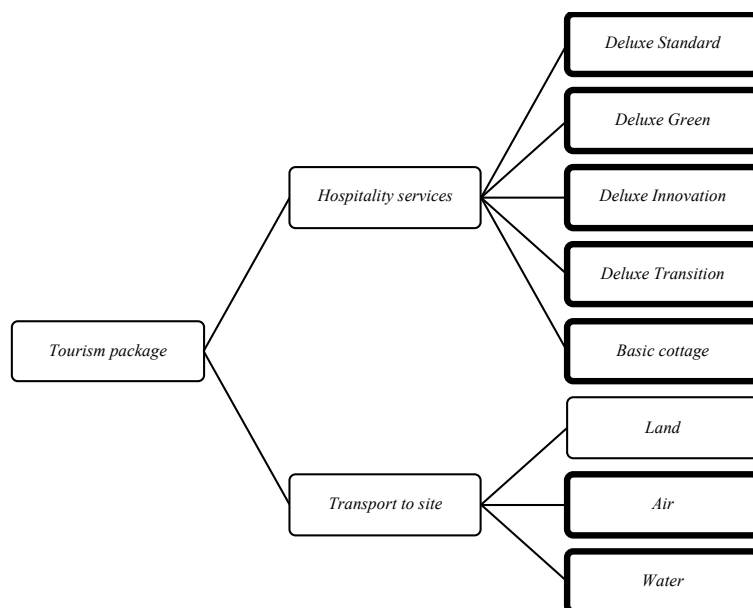 Deluxe Standard
Deluxe Green
Hospitality services
Deluxe Innovation
Deluxe Transition
Tourism package
Basic cottage
Land
Transport to site
Air
Water